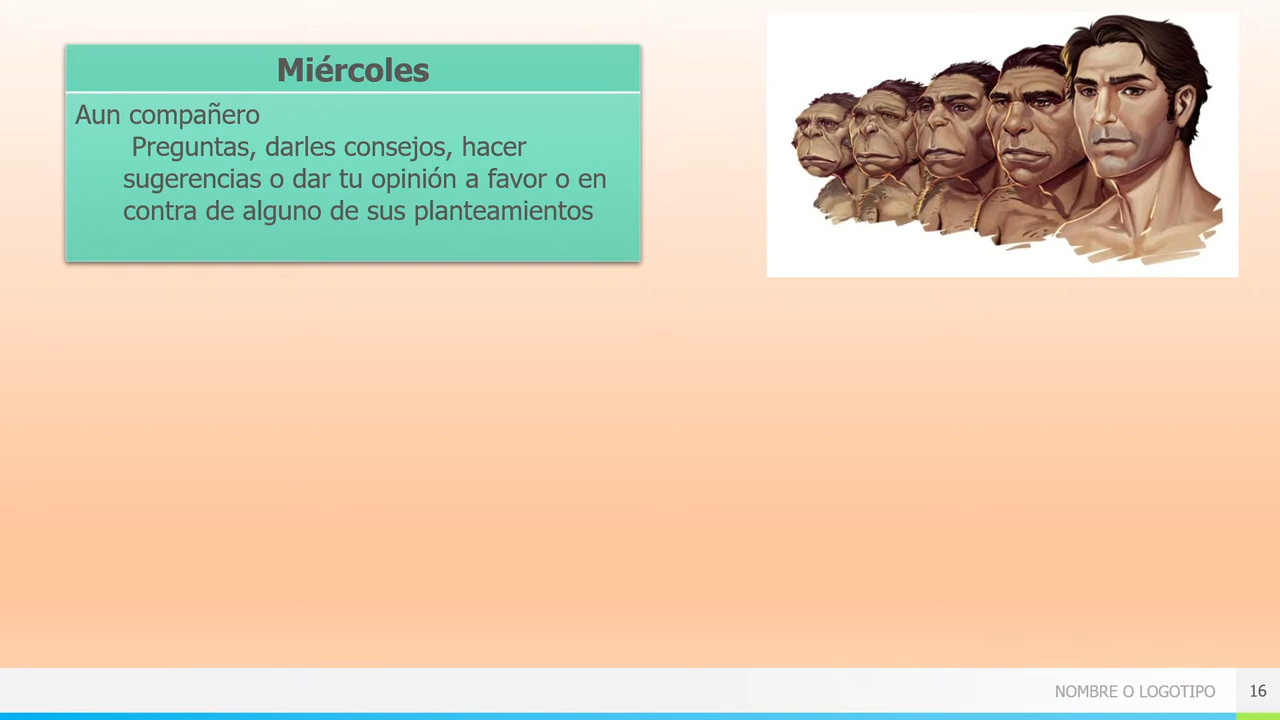 Miércoles
Aun compañero
Preguntas, darles consejos, hacer
sugerencias o dar tu opinión a favor o en
contra de alguno de sus planteamientos
NOMBRE O LOGOTIPO
16